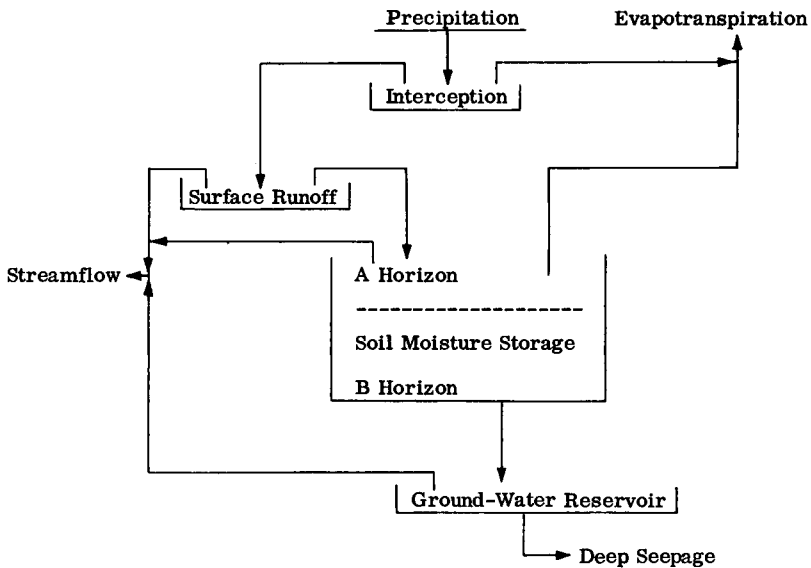 Precipitation
Evapotranspiration
Interception
Surface Runoff
Streamflow
A Horizon
Soil Moisture Storage
B Horizon
Ground-Water Reservoir
Deep Seepage